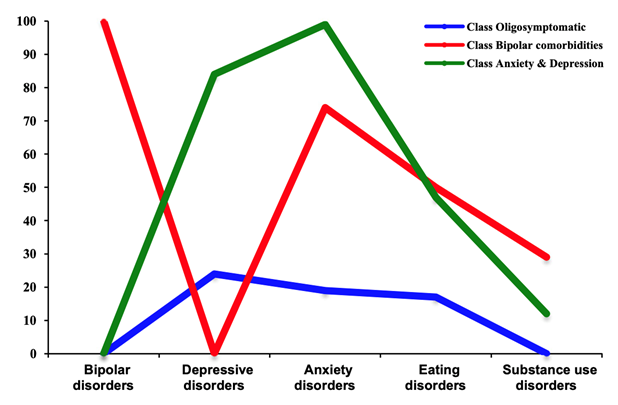 100
90
80
70
60
50
40
30
20
10
0
Class Oligosymptomatic
Class Bipolar comorbidities
Class Anxiety & Depression
Bipolar
disorders
Depressive
disorders
Anxiety
disorders
Eating
disorders
Substance use
disorders